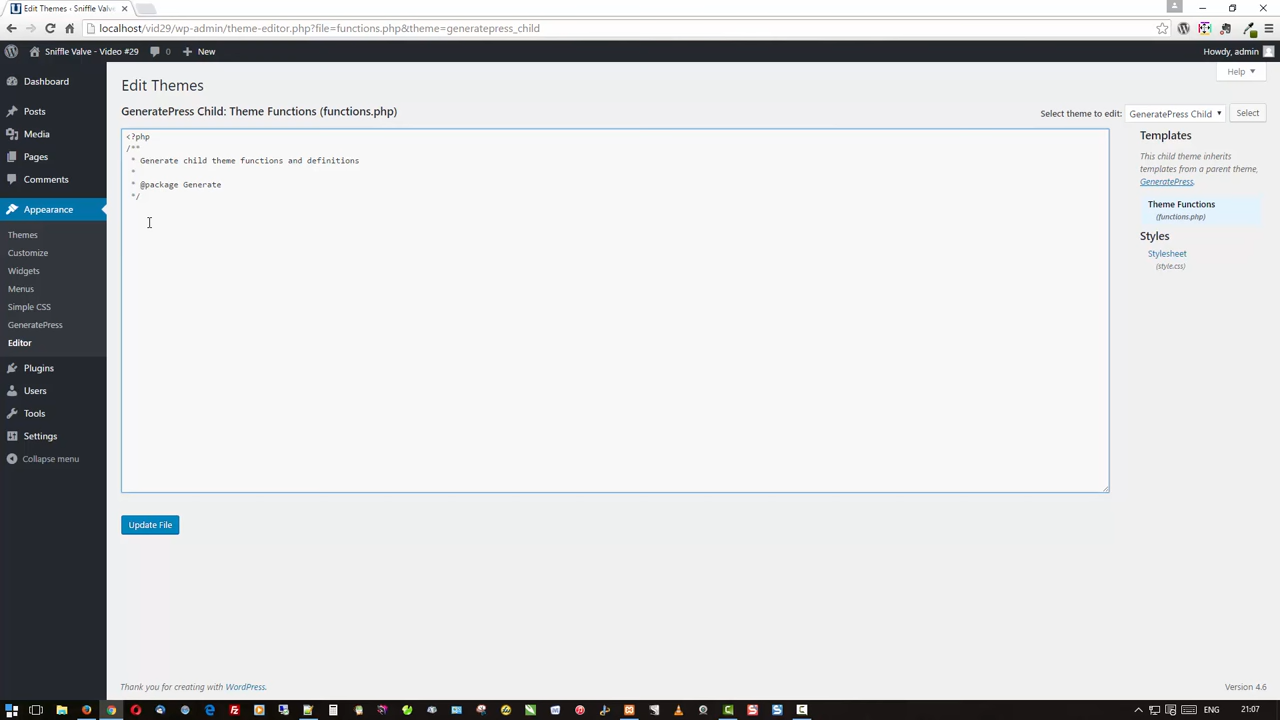 Edit Themes ‹ Sniffle Valve
localhost/vid29/wp-admin/theme-editor.php?file=functions.php&theme=generatepress_child
Sniffle Valve - Video #29
0
New
Howdy, admin
Help
Dashboard
Posts
Media
Pages
Comments
Appearance
Themes
Customize
Widgets
Menus
Simple CSS
GeneratePress
Editor
Plugins
Users
Tools
Settings
Collapse menu
Edit Themes
GeneratePress Child: Theme Functions (functions.php)
Select theme to edit:
GeneratePress Child
Select
<?php
/**
* Generate child theme functions and definitions
*
* @package Generate
*/
Templates
This child theme inherits
templates from a parent theme,
GeneratePress.
Theme Functions
(functions.php)
Styles
Stylesheet
(style.css)
Update File
Thank you for creating with WordPress.
Version 4.6
21:07